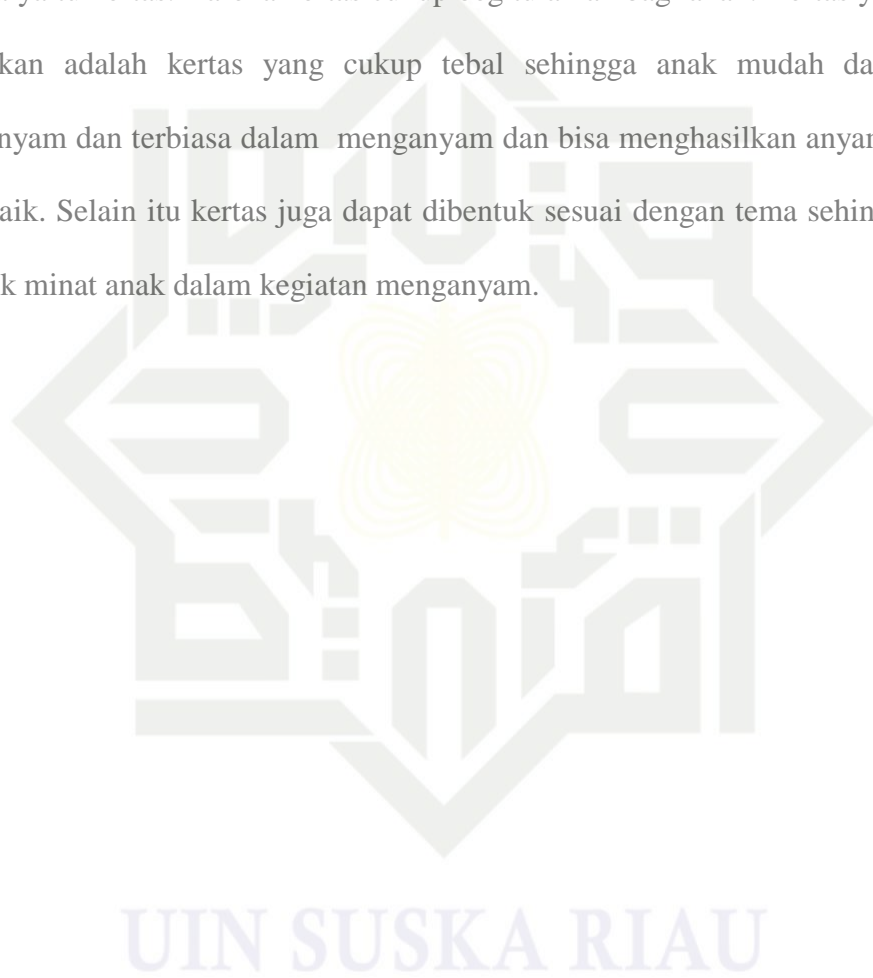 kan adalah kertas yang cukup tebal sehingga anak mudah da
nyam dan terbiasa dalam menganyam dan bisa menghasilkan anyar
aik. Selain itu kertas juga dapat dibentuk sesuai dengan tema sehin
k minat anak dalam kegiatan menganyam.
UIN SUSKA RIAU